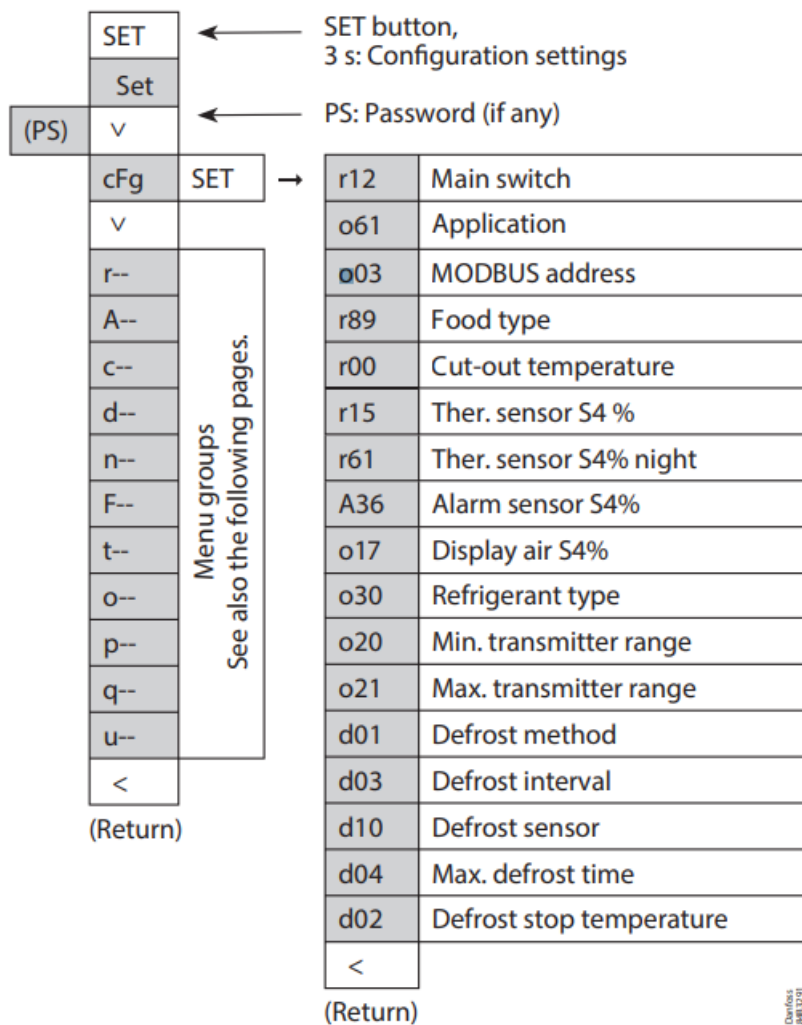 SET
SET button,
3 s: Configuration settings
Set
(PS) ˅
PS: Password (if any)
cFg SET → r12 Main switch
˅
o61 Application
o03 MODBUS address
r89 Food type
r00 Cut-out temperature
r15 Ther. sensor S4 %
r61 Ther. sensor S4% night
A36 Alarm sensor S4%
o17 Display air S4%
o30 Refrigerant type
o20 Min. transmitter range
o21 Max. transmitter range
d01 Defrost method
d03 Defrost interval
d10 Defrost sensor
d04 Max. defrost time
d02 Defrost stop temperature
<
(Return)
r--
A--
c--
d--
n--
F--
t--
o--
p--
q--
u--
Menu groups
See also the following pages.
<
(Return)
Danfoss